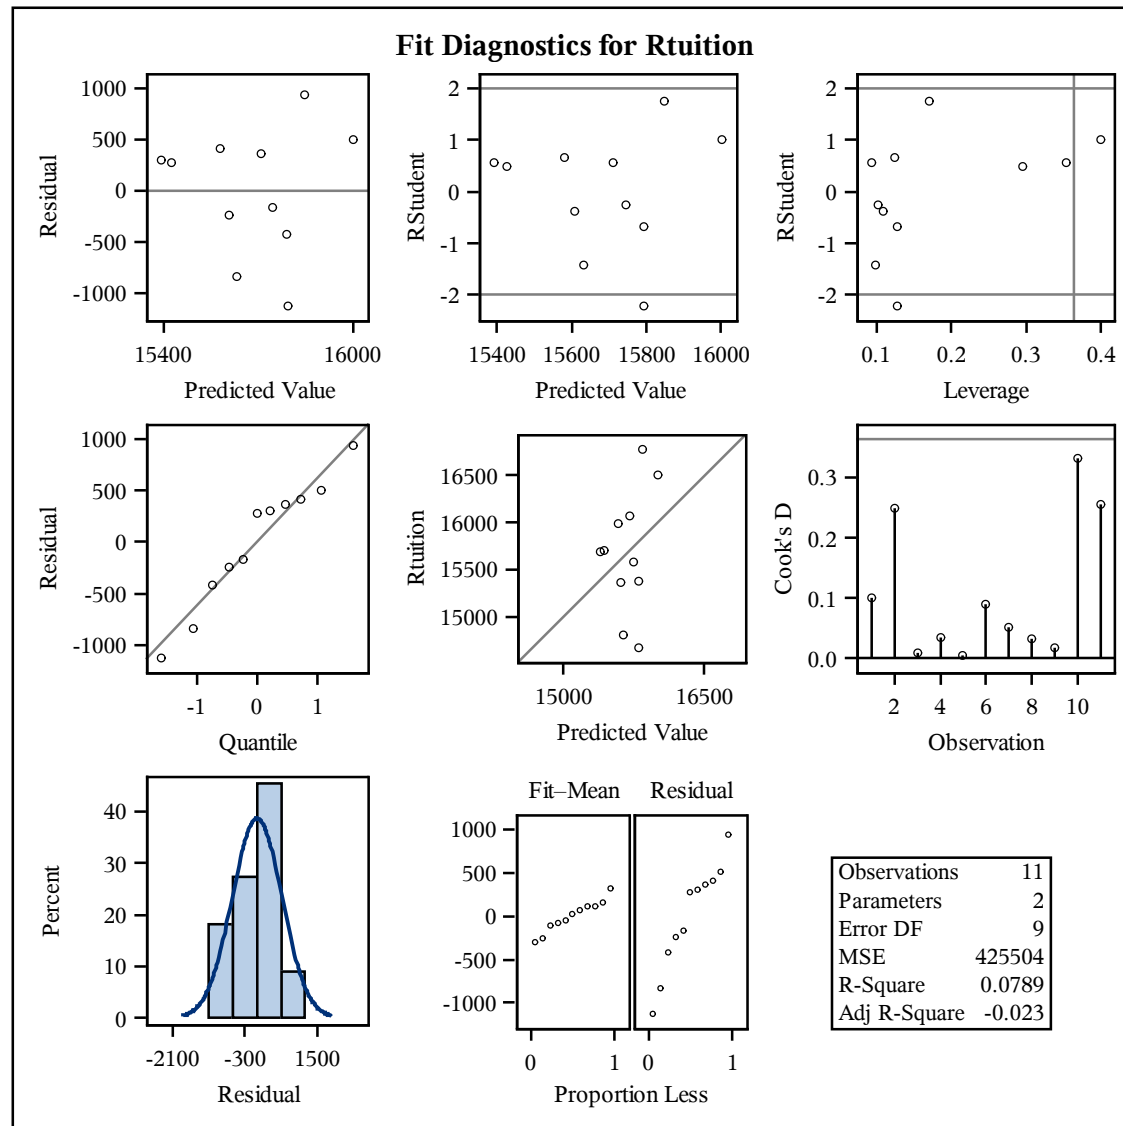 Fit Diagnostics for Rtuition
1000
500
0
-500
-1000
Residual
15400 16000
Predicted Value
2
1
0
-1
-2
RStudent
15400 15600 15800 16000
Predicted Value
2
1
0
-1
-2
RStudent
0.1 0.2 0.3 0.4
Leverage
1000
500
0
-500
-1000
Residual
-1 0 1
Quantile
16500
16000
15500
15000
Rtuition
15000 16500
Predicted Value
0.3
0.2
0.1
0.0
Cook's D
2 4 6 8 10
Observation
40
30
20
10
0
Percent
-2100 -300 1500
Residual
Fit–Mean Residual
1000
500
0
-500
-1000
0 1 0 1
Proportion Less
Observations 11
Parameters 2
Error DF 9
MSE 425504
R-Square 0.0789
Adj R-Square -0.023